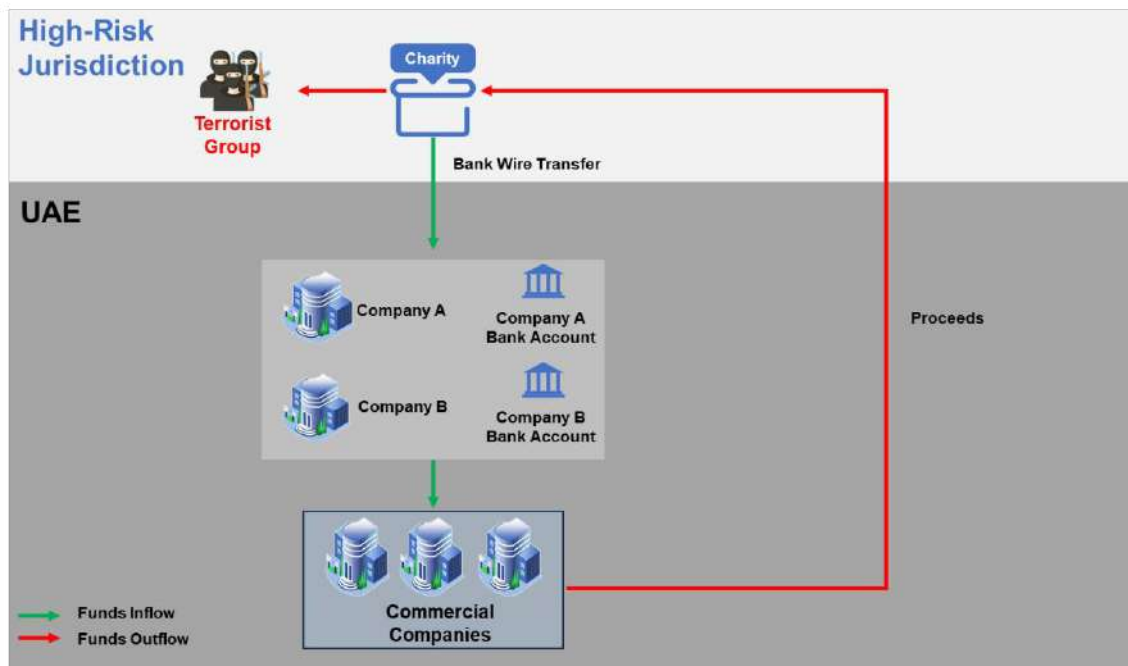 High-Risk
Jurisdiction
Charity
Terrorist
Group
Bank Wire Transfer
UAE
Company A
Company A
Bank Account
Company B
Company B
Bank Account
Proceeds
Commercial
Companies
Funds Inflow
Funds Outflow